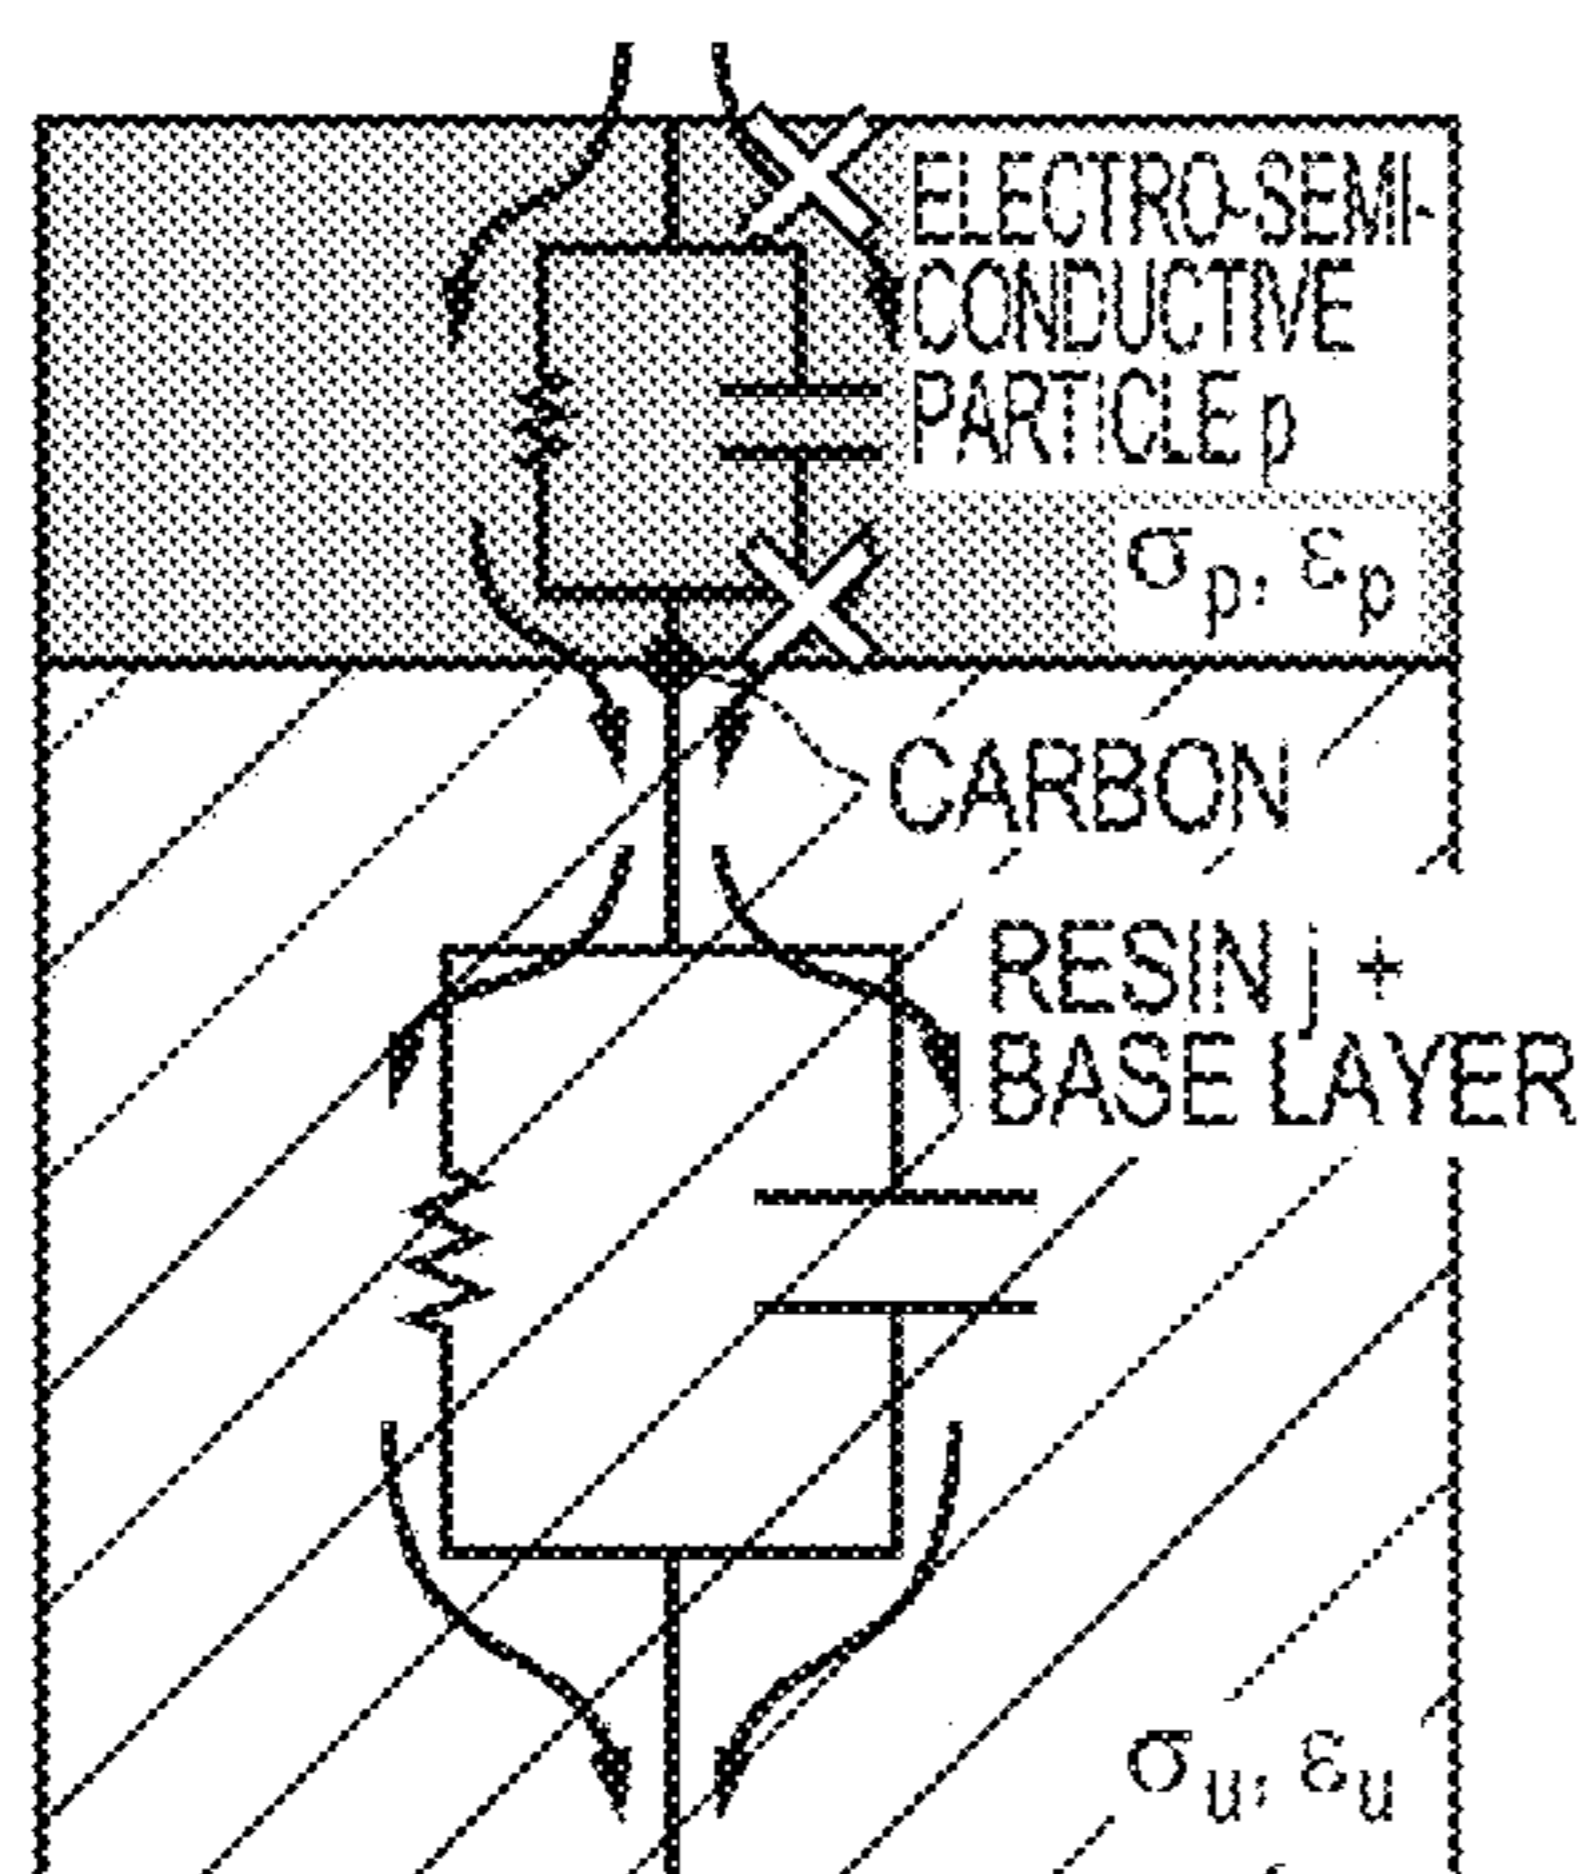 ELECTRO-SEMI-
CONDUCTIVE
PARTICLE p
σp, εp
CARBON
RESIN j +
BASE LAYER
σu, εu